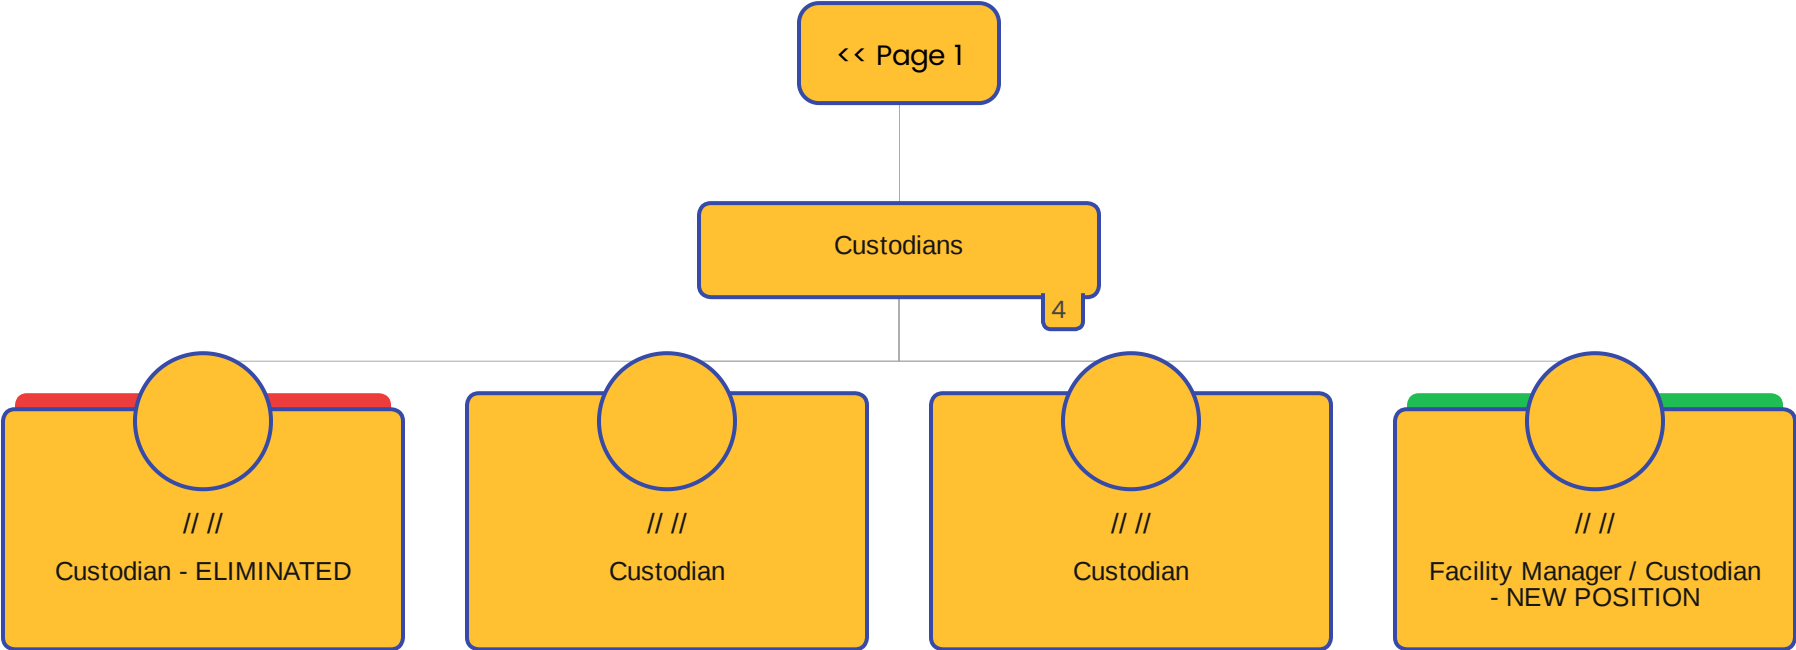 << Page 1
Custodians
4
// //
Custodian - ELIMINATED
// //
Custodian
// //
Custodian
// //
Facility Manager / Custodian
- NEW POSITION